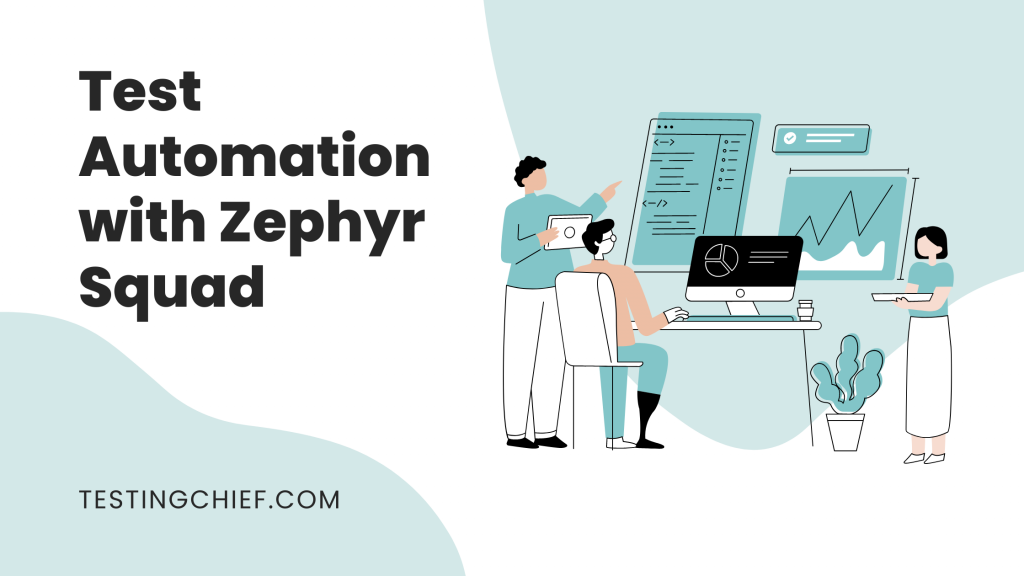 Test
Automation
with Zephyr
Squad
TESTINGCHIEF.COM